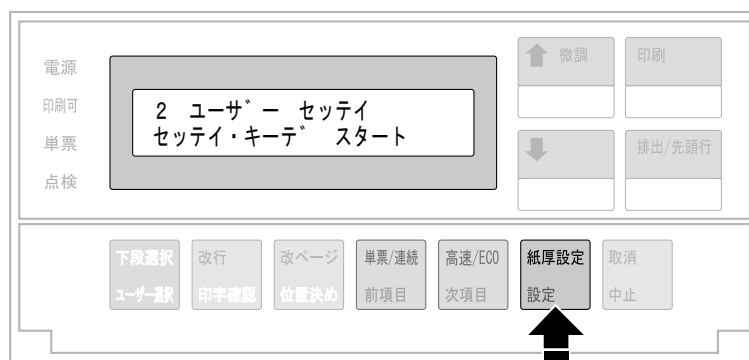 電源
印刷可
単票
点検
2 ユーザー セッテイ
セッテイ・キーデ スタート
微調
印刷
排出/先頭行
下段選択
ユーザー選択
改行
印字確認
改ページ
位置決め
単票/連続
前項目
高速/ECO
次項目
紙厚設定
設定
取消
中止